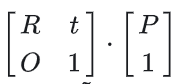 [R t] · [P]
[O 1]   [1]